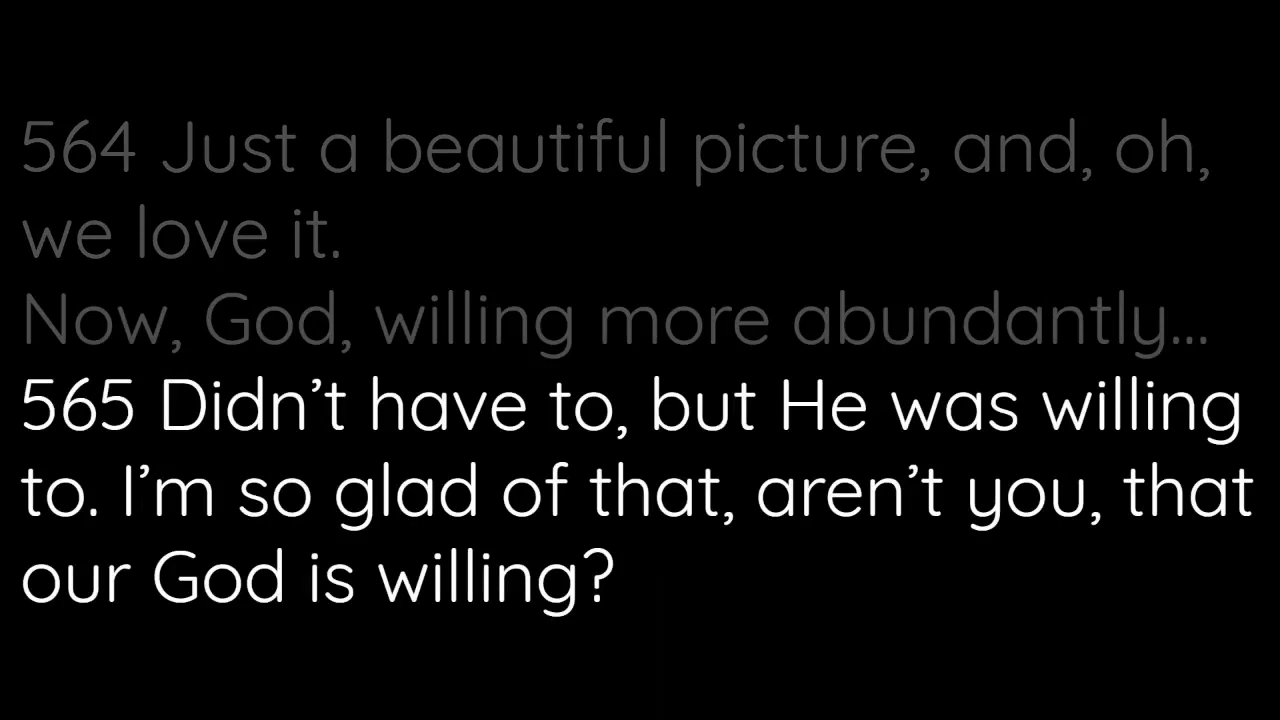 564 Just a beautiful picture, and, oh,
we love it.
Now, God, willing more abundantly...
565 Didn’t have to, but He was willing
to. I’m so glad of that, aren’t you, that
our God is willing?